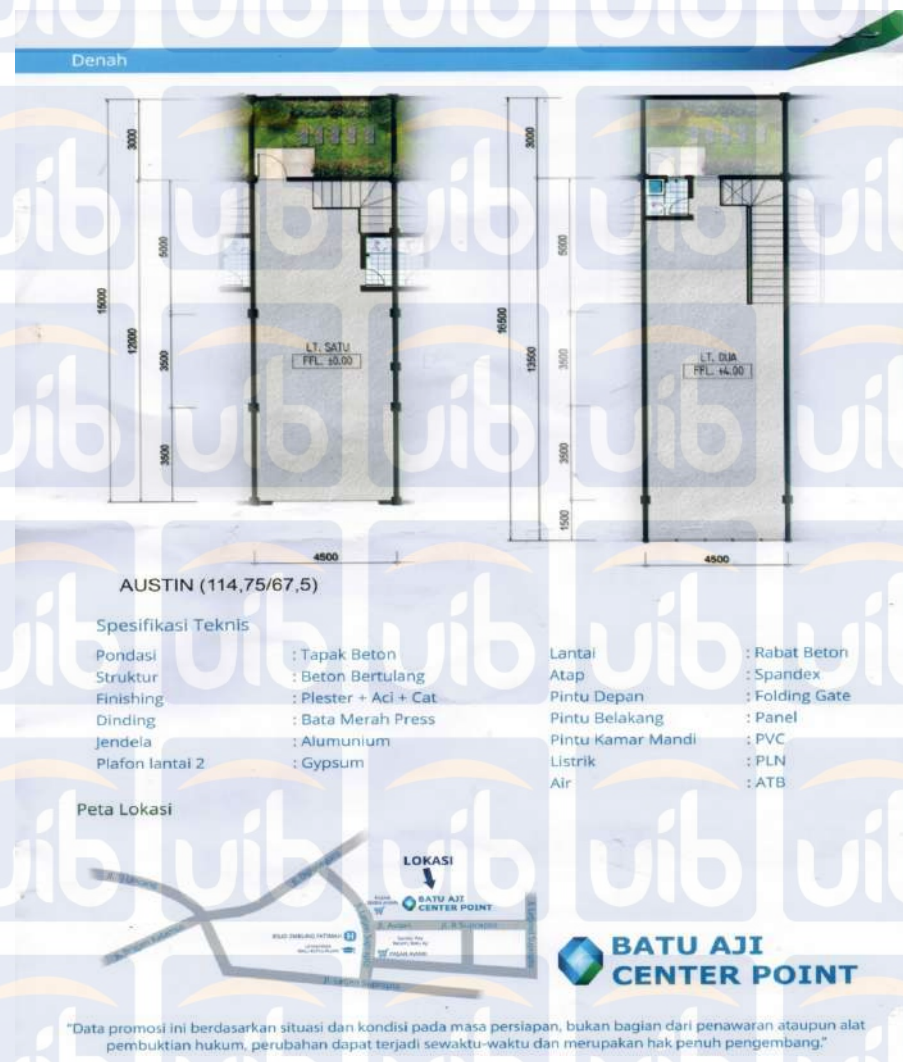 Denah
3000
5000
15000
12000
3500
3500
LT. SATU
FFL. ±0.00
4500
3000
5000
16500
13500
3500
LT. DUA
FFL. +4.00
3500
1500
4500
AUSTIN (114,75/67,5)
Spesifikasi Teknis
Pondasi : Tapak Beton
Struktur : Beton Bertulang
Finishing : Plester + Aci + Cat
Dinding : Bata Merah Press
Jendela : Alumunium
Plafon lantai 2 : Gypsum
Lantai : Rabat Beton
Atap : Spandex
Pintu Depan : Folding Gate
Pintu Belakang : Panel
Pintu Kamar Mandi : PVC
Listrik : PLN
Air : ATB
Peta Lokasi
LOKASI
BATU AJI
CENTER POINT
BATU AJI
CENTER POINT
"Data promosi ini berdasarkan situasi dan kondisi pada masa persiapan, bukan bagian dari penawaran ataupun alat
pembuktian hukum, perubahan dapat terjadi sewaktu-waktu dan merupakan hak penuh pengembang."
uib